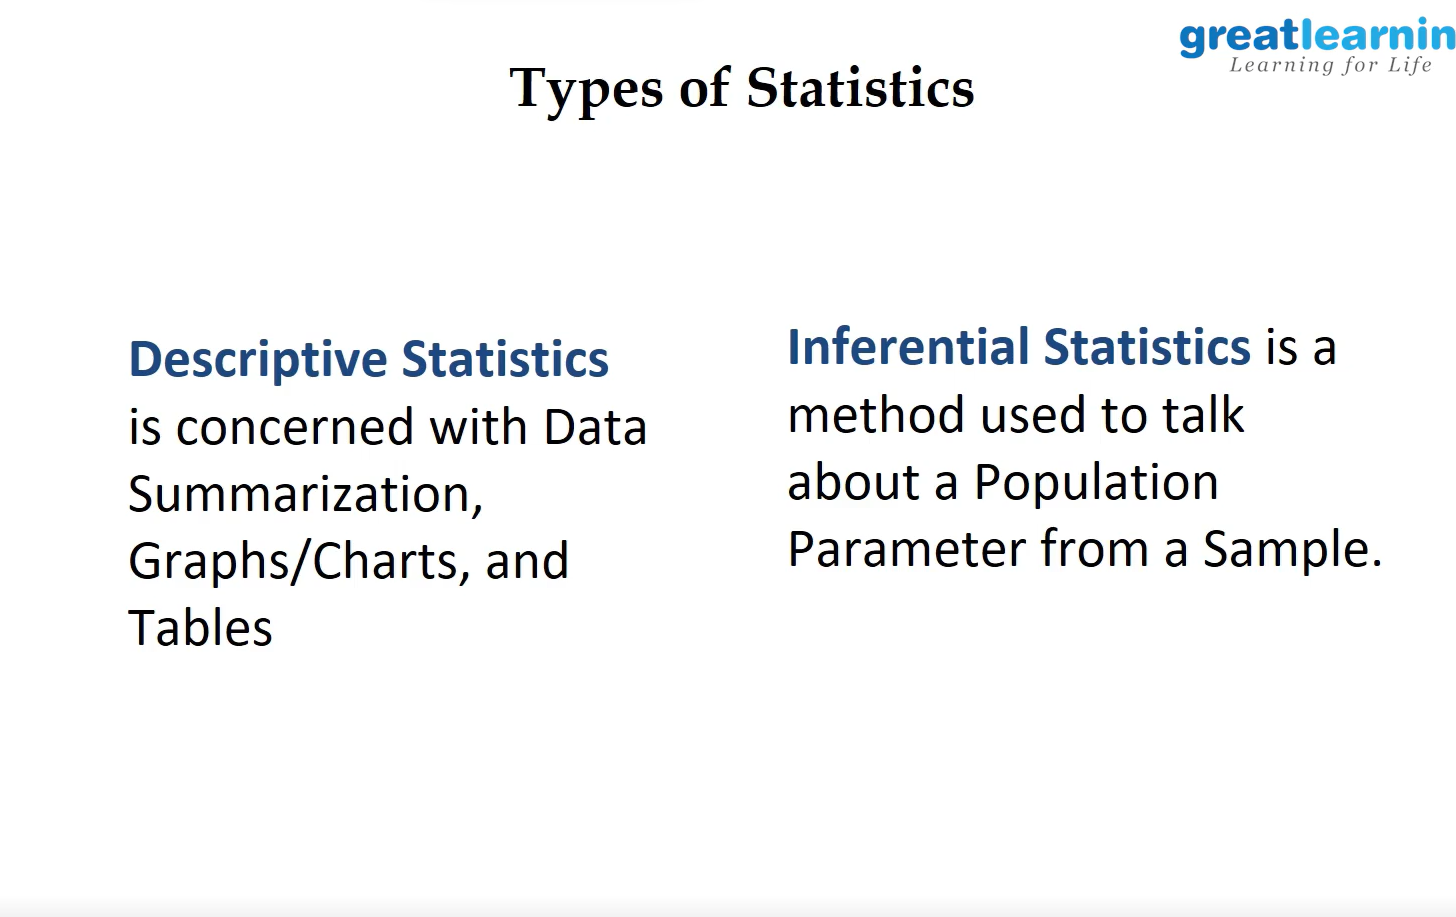 greatlearnin
Learning for Life
Types of Statistics
Descriptive Statistics
is concerned with Data
Summarization,
Graphs/Charts, and
Tables
Inferential Statistics is a
method used to talk
about a Population
Parameter from a Sample.